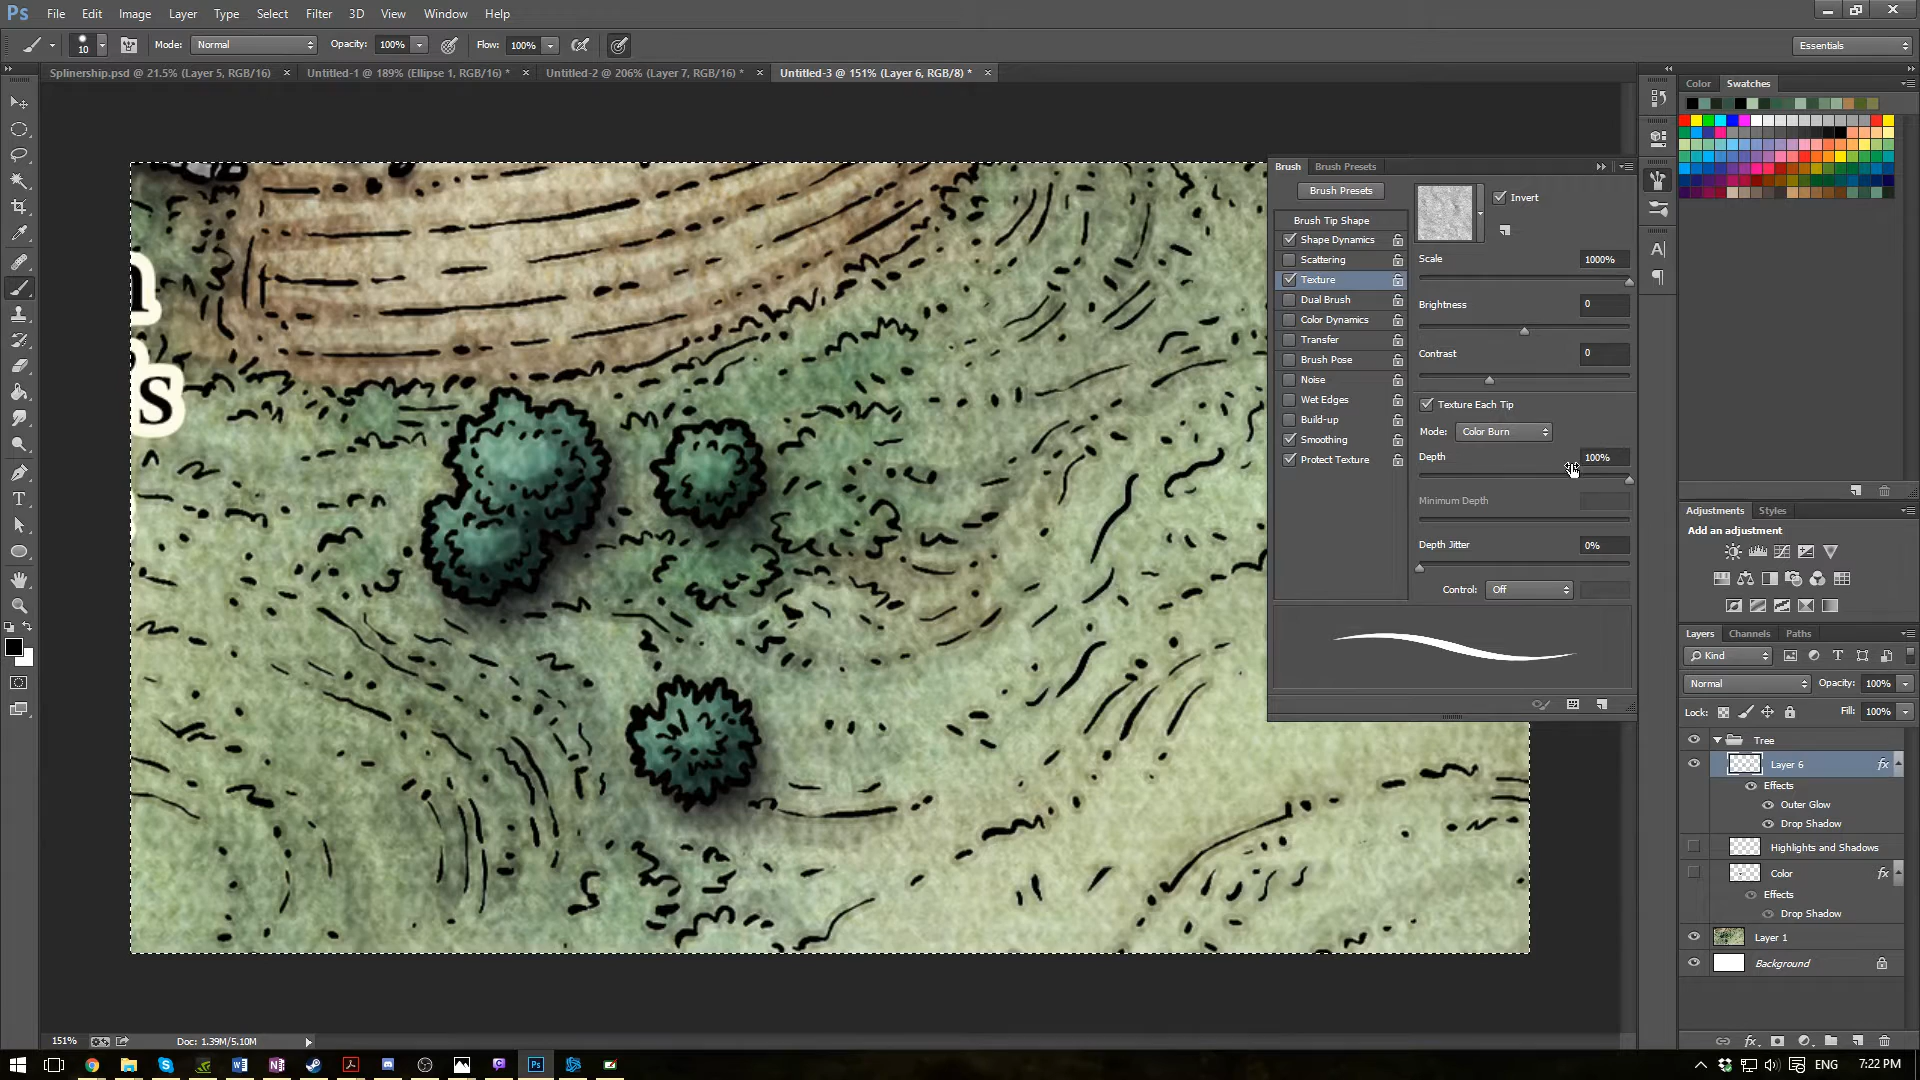 Ps File Edit Image Layer Type Select Filter 3D View Window Help
10 Mode: Normal Opacity: 100% Flow: 100% Essentials
Splinership.psd @ 21.5% (Layer 5, RGB/16) × Untitled-1 @ 189% (Ellipse 1, RGB/16) * × Untitled-2 @ 206% (Layer 7, RGB/16) * × Untitled-3 @ 151% (Layer 6, RGB/8) * ×
Color Swatches
Brush Brush Presets
Brush Presets
Invert
Brush Tip Shape
Shape Dynamics
Scattering
Texture
Dual Brush
Color Dynamics
Transfer
Brush Pose
Noise
Wet Edges
Build-up
Smoothing
Protect Texture
Scale 1000%
Brightness 0
Contrast 0
Texture Each Tip
Mode: Color Burn
Depth 100%
Minimum Depth
Depth Jitter 0%
Control: Off
s
Adjustments Styles
Add an adjustment
Layers Channels Paths
Kind
Normal Opacity: 100%
Lock: Fill: 100%
Tree
Layer 6 fx
Effects
Outer Glow
Drop Shadow
Highlights and Shadows
Color fx
Effects
Drop Shadow
Layer 1
Background
151% Doc: 1.39M/5.10M
ENG 7:22 PM